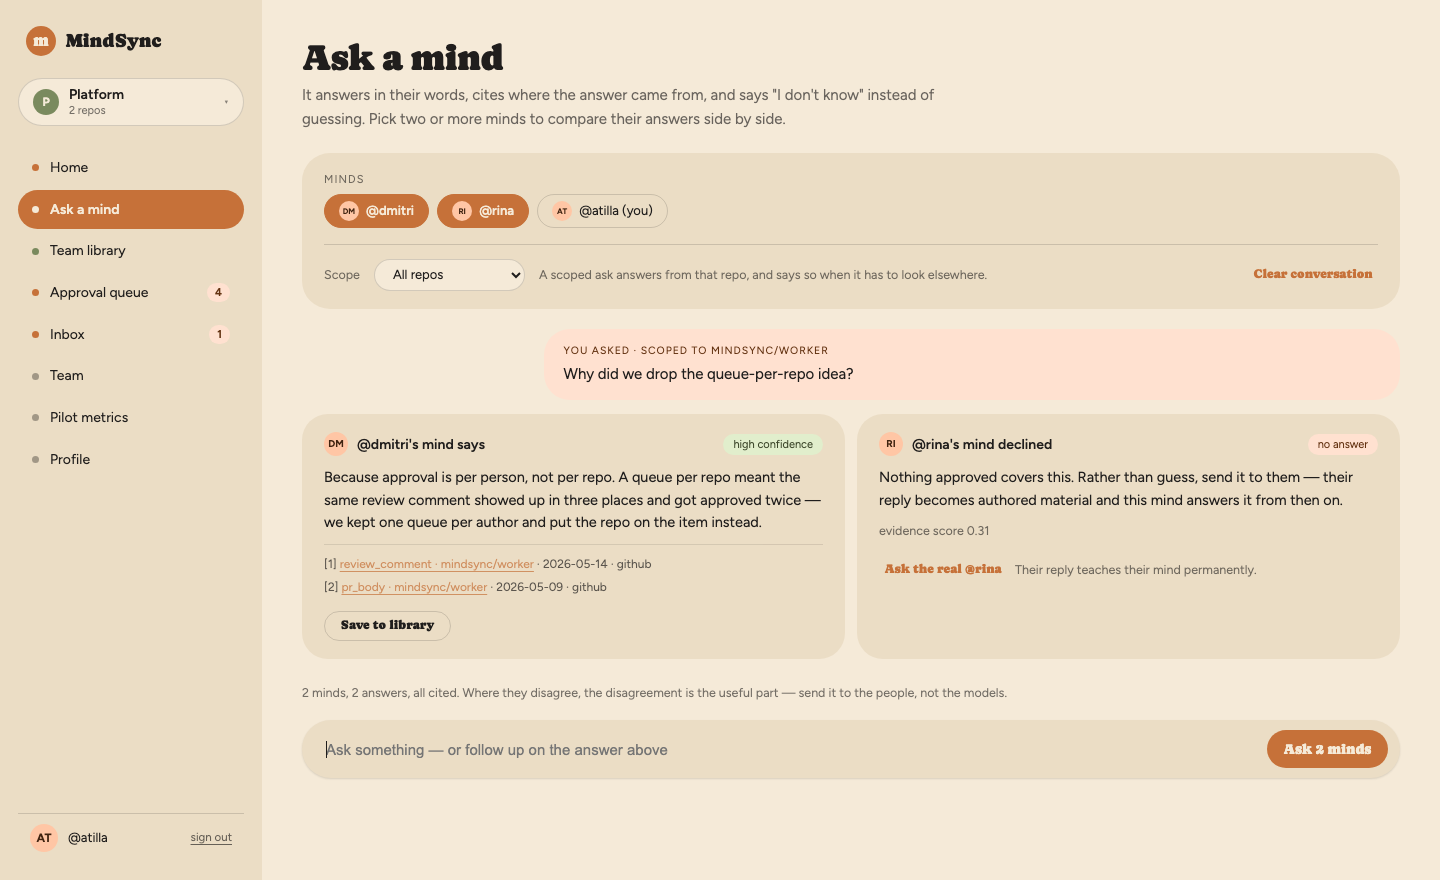 m MindSync
P Platform
2 repos
Home
Ask a mind
Team library
Approval queue 4
Inbox 1
Team
Pilot metrics
Profile
AT @atilla sign out
Ask a mind
It answers in their words, cites where the answer came from, and says "I don't know" instead of
guessing. Pick two or more minds to compare their answers side by side.
MINDS
DM @dmitri RI @rina AT @atilla (you)
Scope All repos A scoped ask answers from that repo, and says so when it has to look elsewhere. Clear conversation
YOU ASKED · SCOPED TO MINDSYNC/WORKER
Why did we drop the queue-per-repo idea?
DM @dmitri's mind says high confidence
Because approval is per person, not per repo. A queue per repo meant the
same review comment showed up in three places and got approved twice —
we kept one queue per author and put the repo on the item instead.
[1] review_comment · mindsync/worker · 2026-05-14 · github
[2] pr_body · mindsync/worker · 2026-05-09 · github
Save to library
RI @rina's mind declined no answer
Nothing approved covers this. Rather than guess, send it to them — their
reply becomes authored material and this mind answers it from then on.
evidence score 0.31
Ask the real @rina Their reply teaches their mind permanently.
2 minds, 2 answers, all cited. Where they disagree, the disagreement is the useful part — send it to the people, not the models.
Ask something — or follow up on the answer above Ask 2 minds